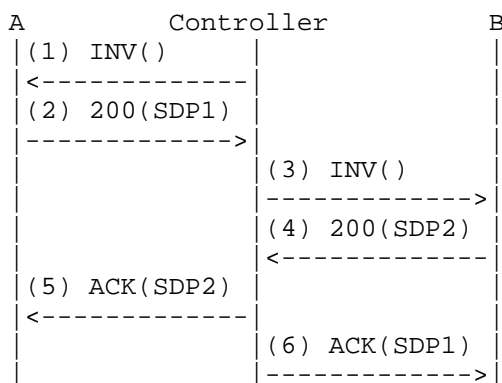 A Controller B
(1) INV()
(2) 200(SDP1)
(3) INV()
(4) 200(SDP2)
(5) ACK(SDP2)
(6) ACK(SDP1)